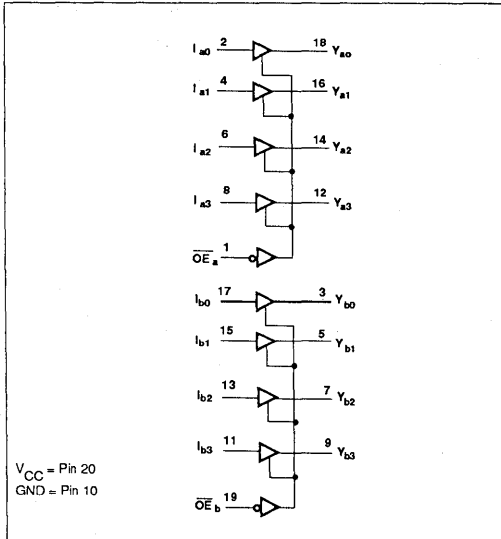 I a0 2 18 Y ao
I a1 4 16 Y a1
I a2 6 14 Y a2
I a3 8 12 Y a3
OE a 1
I b0 17 3 Y b0
I b1 15 5 Y b1
I b2 13 7 Y b2
I b3 11 9 Y b3
VCC = Pin 20
GND = Pin 10
OE b 19